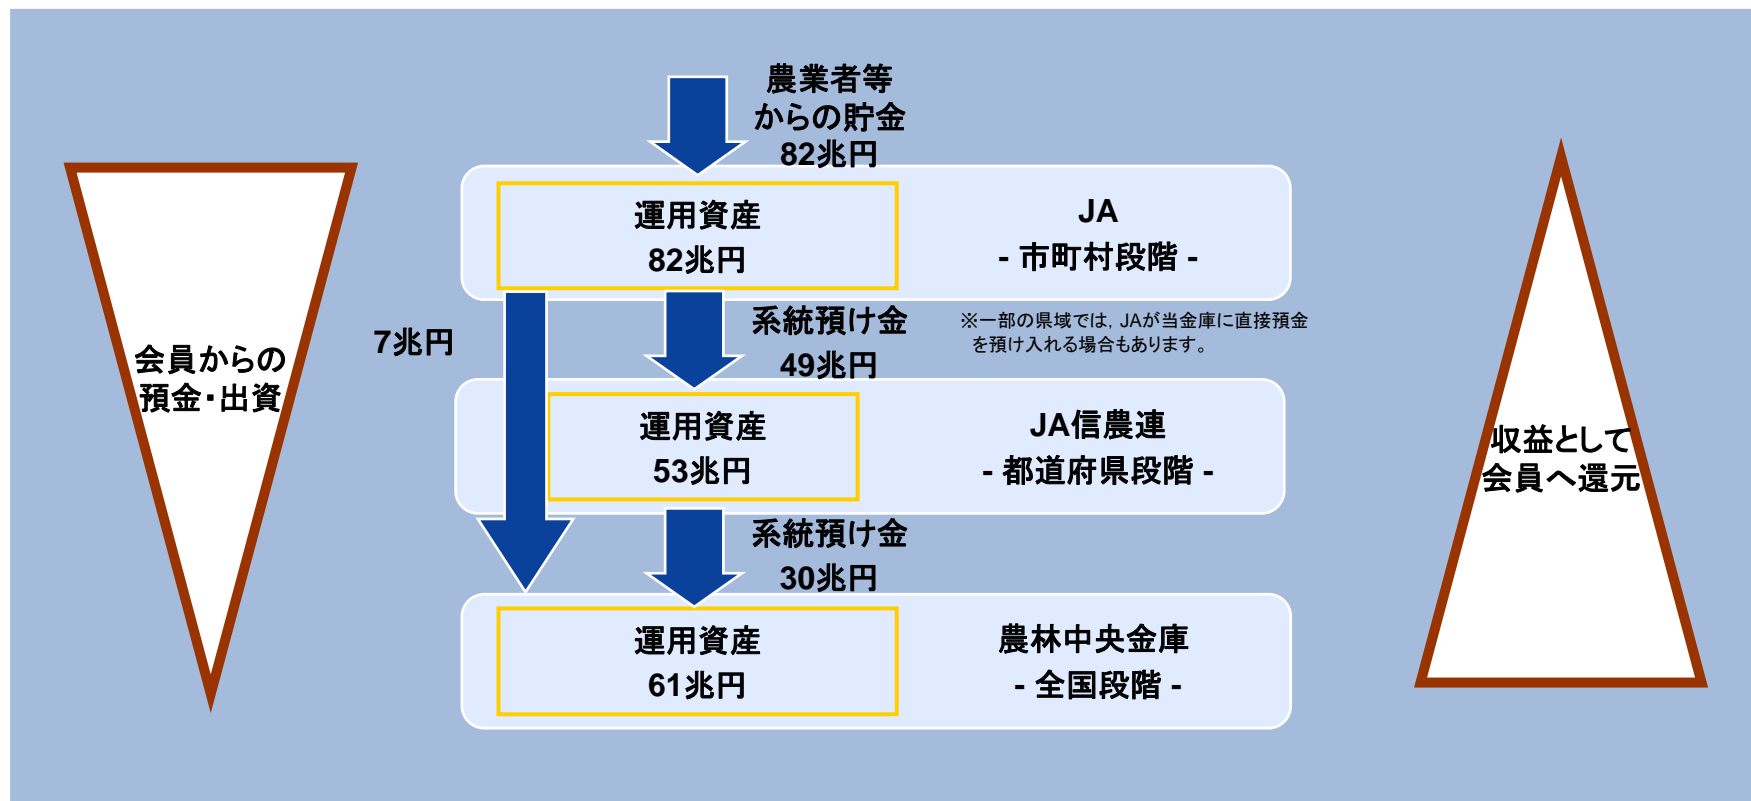 農業者等
からの貯金
82兆円
運用資産
82兆円
JA
- 市町村段階 -
7兆円
系統預け金
49兆円
※一部の県域では, JAが当金庫に直接預金
を預け入れる場合もあります。
会員からの
預金・出資
運用資産
53兆円
JA信農連
- 都道府県段階 -
収益として
会員へ還元
系統預け金
30兆円
運用資産
61兆円
農林中央金庫
- 全国段階 -